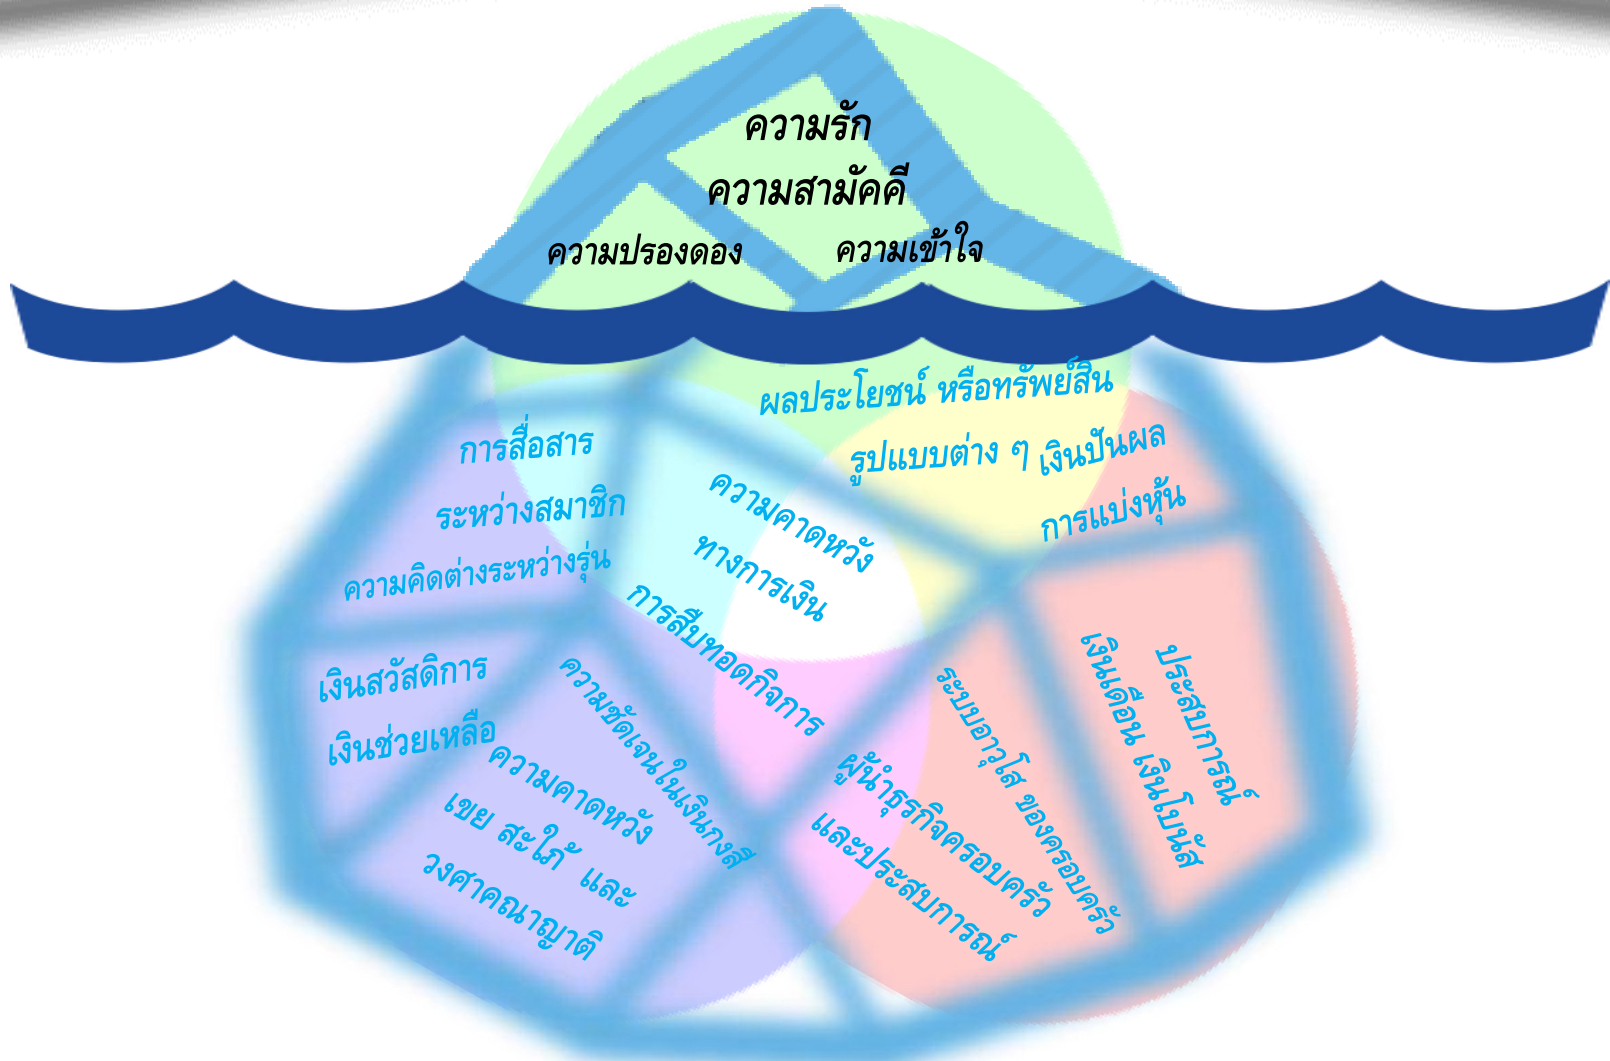 ความรัก
ความสามัคคี
ความปรองดอง
ความเข้าใจ
ผลประโยชน์ หรือทรัพย์สิน
รูปแบบต่าง ๆ
เงินปันผล
การแบ่งหุ้น
การสื่อสาร
ระหว่างสมาชิก
ความคิดต่างระหว่างรุ่น
ความคาดหวัง
ทางการเงิน
การสืบทอดกิจการ
เงินสวัสดิการ
เงินช่วยเหลือ
ความชัดเจนในเงินกงสี
ความคาดหวัง
เขย สะใภ้ และ
วงศาคณาญาติ
ผู้นำธุรกิจครอบครัว
และประสบการณ์
ระบบอาวุโส ของครอบครัว
ประสบการณ์
เงินเดือน เงินโบนัส